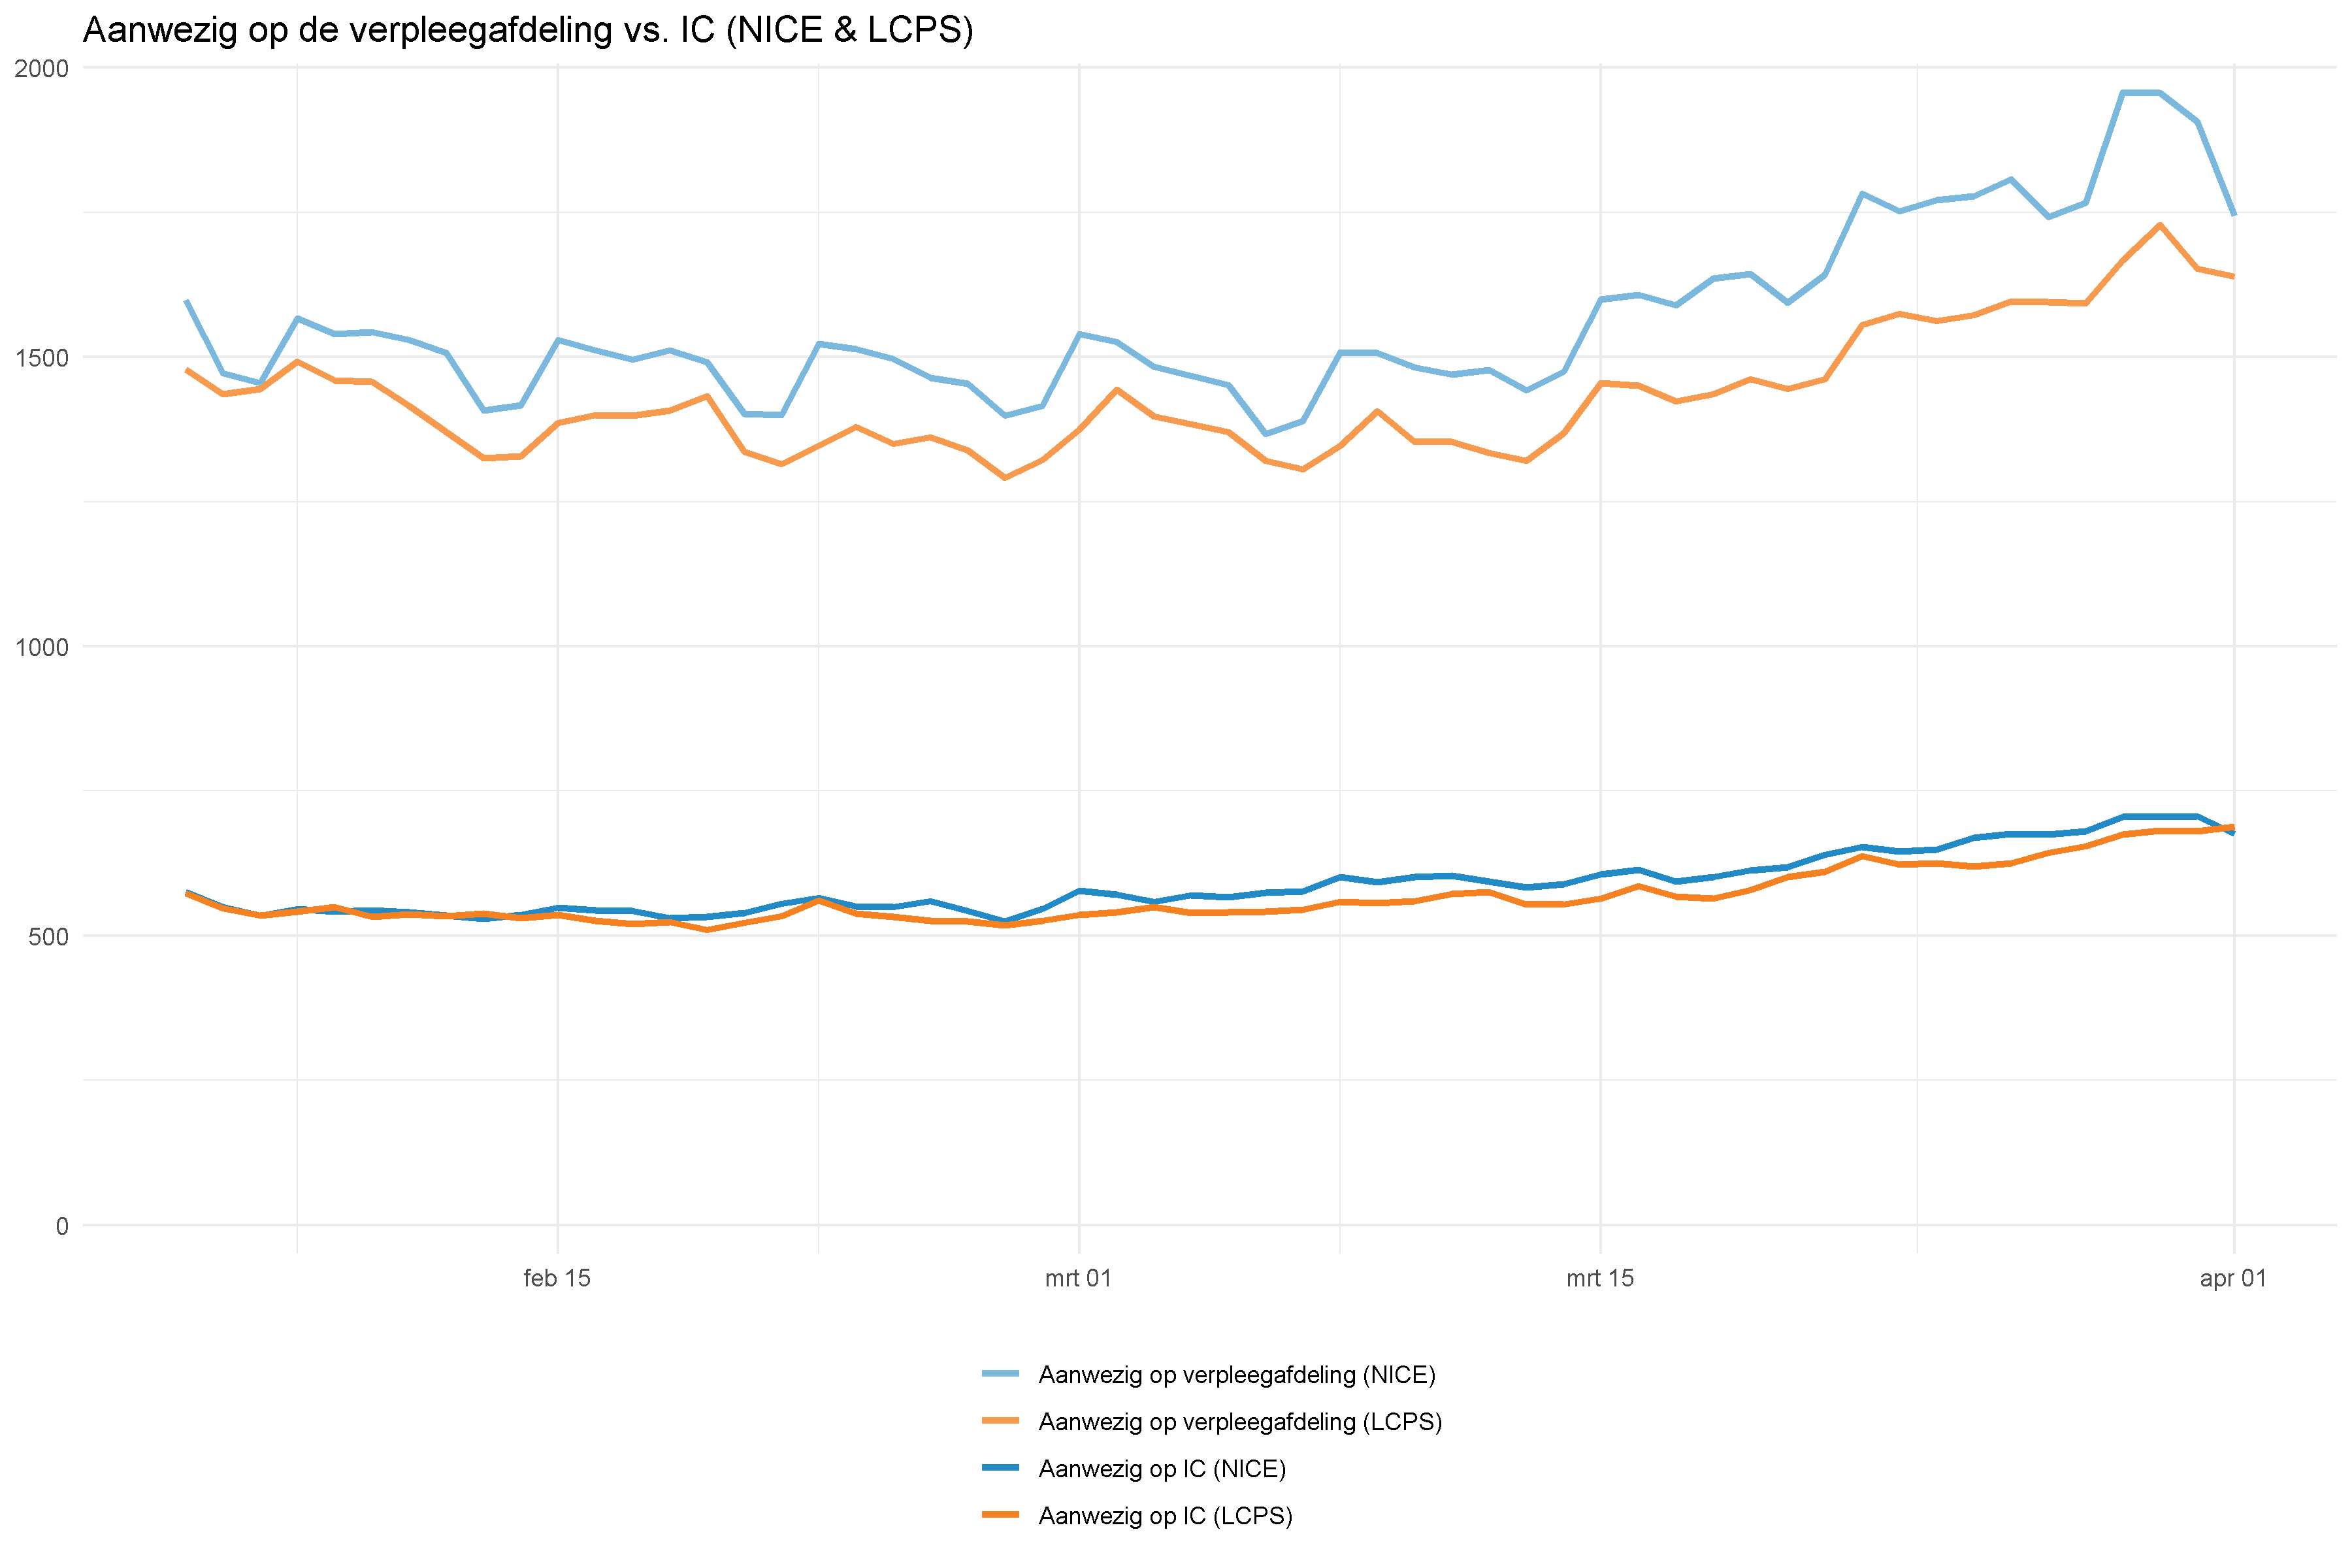 Aanwezig op de verpleegafdeling vs. IC (NICE & LCPS)
2000
1500
1000
500
0
feb 15 mrt 01 mrt 15 apr 01
Aanwezig op verpleegafdeling (NICE)
Aanwezig op verpleegafdeling (LCPS)
Aanwezig op IC (NICE)
Aanwezig op IC (LCPS)